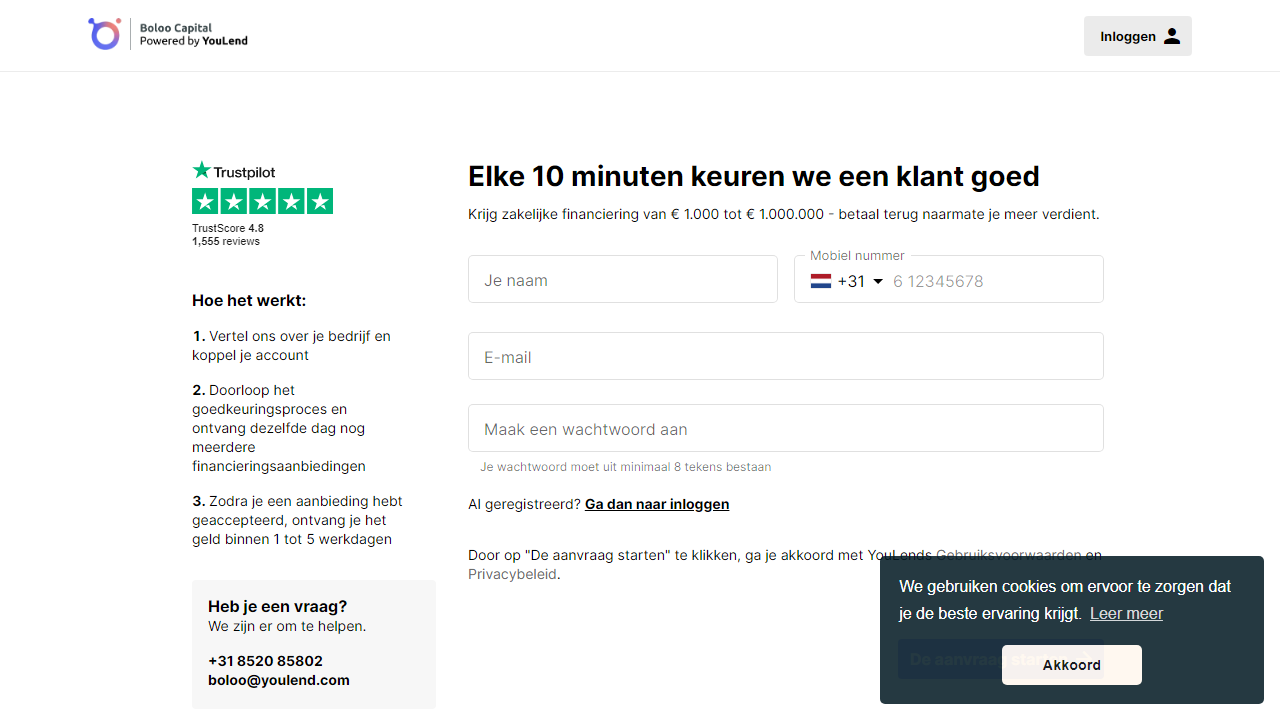 Boloo Capital
Powered by YouLend
Inloggen
Trustpilot
TrustScore 4.8
1,555 reviews
Hoe het werkt:
1. Vertel ons over je bedrijf en
koppel je account
2. Doorloop het
goedkeuringsproces en
ontvang dezelfde dag nog
meerdere
financieringsaanbiedingen
3. Zodra je een aanbieding hebt
geaccepteerd, ontvang je het
geld binnen 1 tot 5 werkdagen
Heb je een vraag?
We zijn er om te helpen.
+31 8520 85802
boloo@youlend.com
Elke 10 minuten keuren we een klant goed
Krijg zakelijke financiering van € 1.000 tot € 1.000.000 - betaal terug naarmate je meer verdient.
Je naam
Mobiel nummer
+31 6 12345678
E-mail
Maak een wachtwoord aan
Je wachtwoord moet uit minimaal 8 tekens bestaan
Al geregistreerd? Ga dan naar inloggen
Door op "De aanvraag starten" te klikken, ga je akkoord met YouLends Gebruiksvoorwaarden en
Privacybeleid.
We gebruiken cookies om ervoor te zorgen dat
je de beste ervaring krijgt. Leer meer
Akkoord